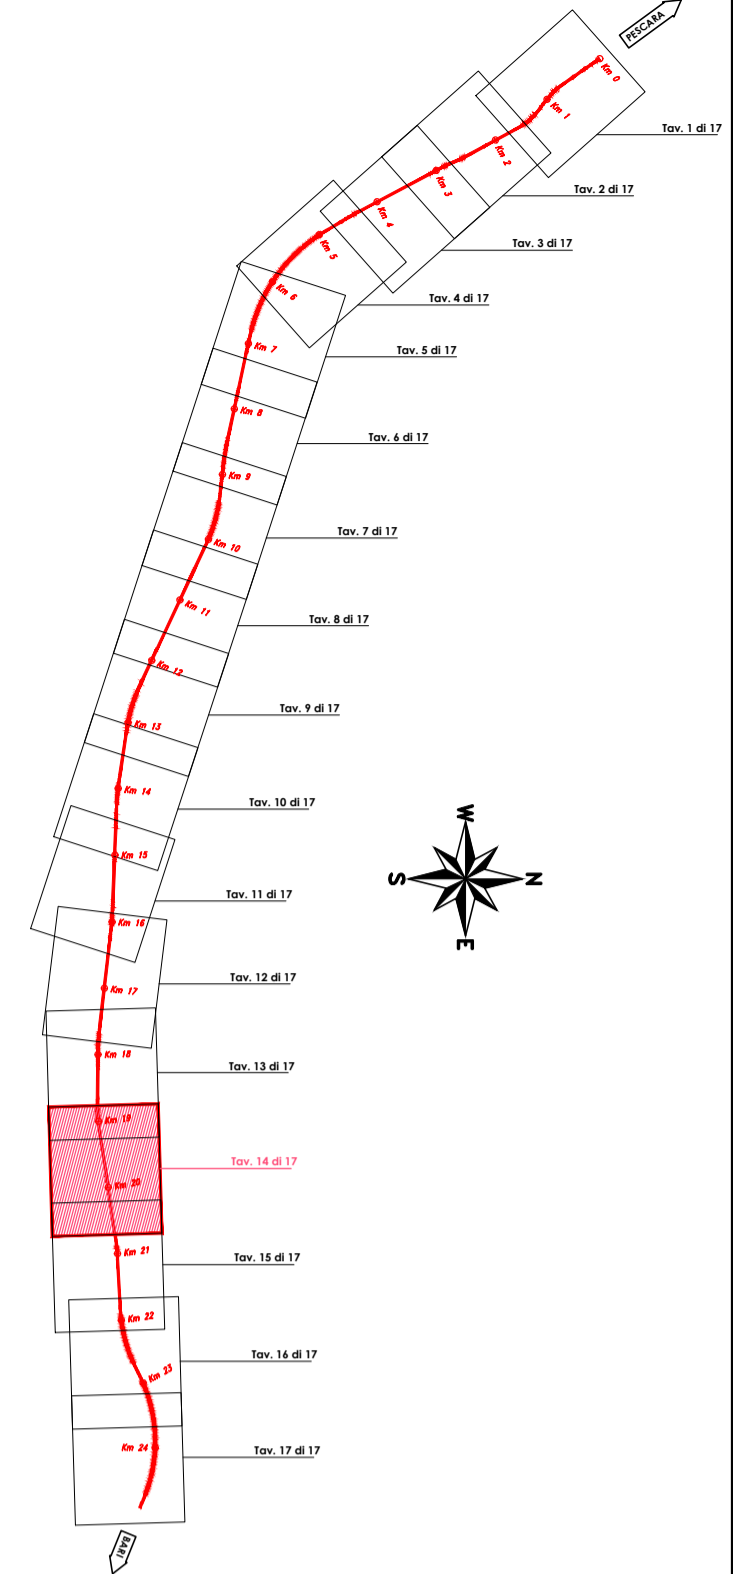 PESCARA
Km 0
Km 1
Tav. 1 di 17
Km 2
Km 3
Tav. 2 di 17
Km 4
Km 5
Tav. 3 di 17
Km 6
Tav. 4 di 17
Km 7
Tav. 5 di 17
Km 8
Tav. 6 di 17
Km 9
Tav. 7 di 17
Km 10
Km 11
Tav. 8 di 17
Km 12
Tav. 9 di 17
Km 13
Km 14
Tav. 10 di 17
W
S
N
E
Km 15
Tav. 11 di 17
Km 16
Tav. 12 di 17
Km 17
Km 18
Tav. 13 di 17
Km 19
Tav. 14 di 17
Km 20
Km 21
Tav. 15 di 17
Km 22
Tav. 16 di 17
Km 23
Km 24
Tav. 17 di 17
BARI